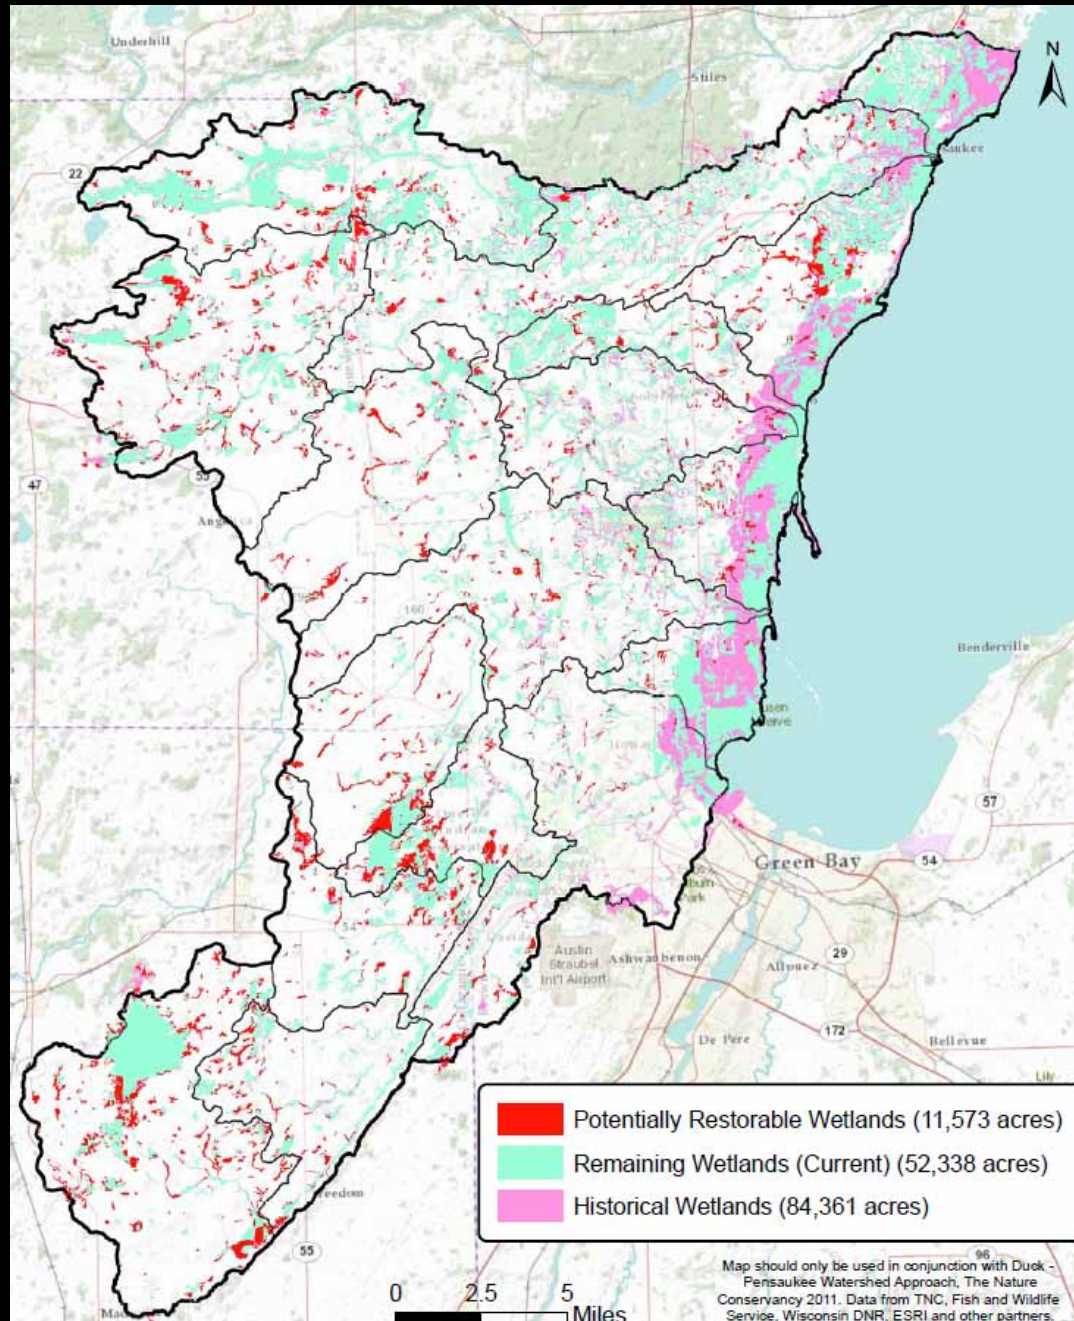 Underhill
N
Stiles
22
32
47
55
160
Benderville
57
Green Bay
54
54
Austin
Straubel
Int'l Airport
Ashwaubenon
29
Allouez
De Pere
172
Bellevue
Lily
Potentially Restorable Wetlands (11,573 acres)
Remaining Wetlands (Current) (52,338 acres)
Historical Wetlands (84,361 acres)
55
96
0 2.5 5
Miles
Map should only be used in conjunction with Duck -
Pensaukee Watershed Approach, The Nature
Conservancy 2011. Data from TNC, Fish and Wildlife
Service, Wisconsin DNR, ESRI and other partners.